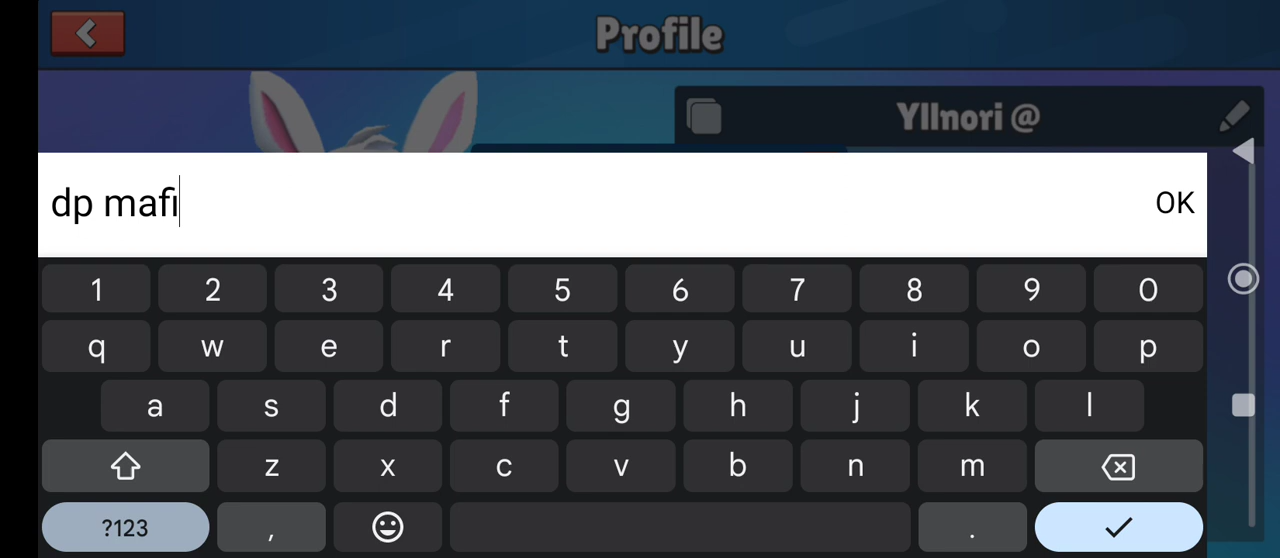 Profile
Yllnori @
dp mafi
OK
1 2 3 4 5 6 7 8 9 0
q w e r t y u i o p
a s d f g h j k l
z x c v b n m
?123 , .